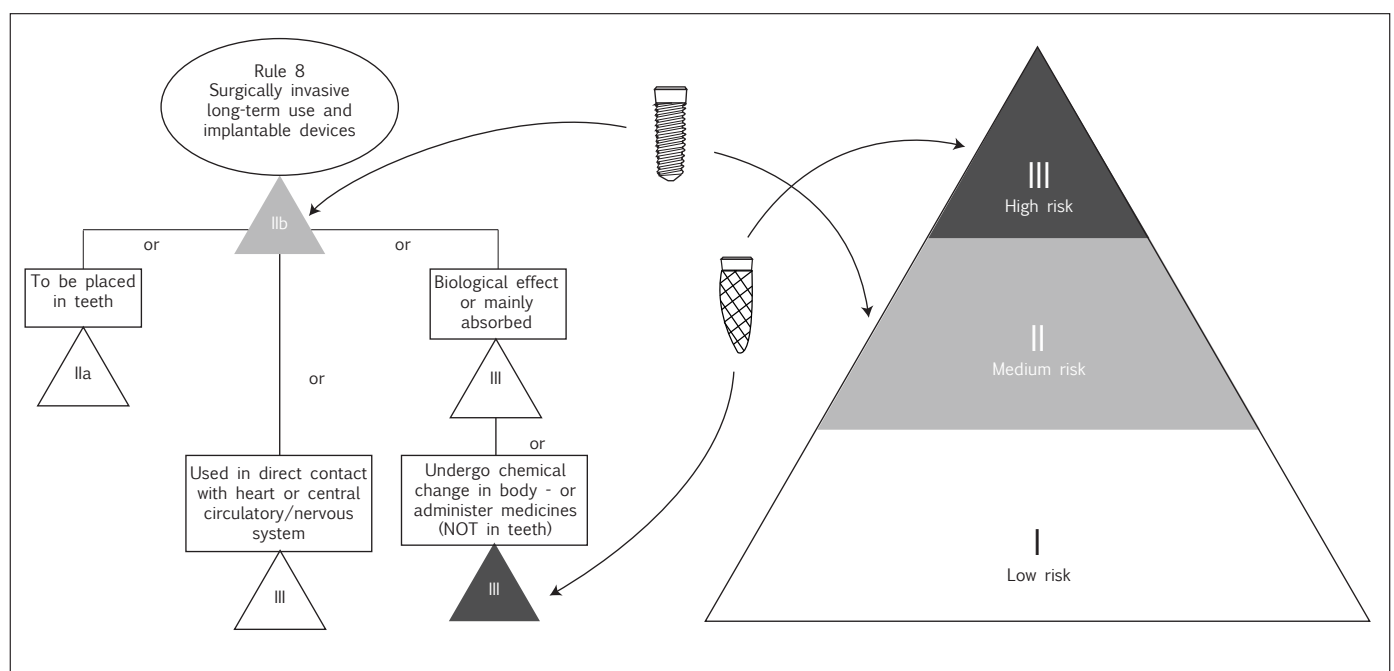 Rule 8
Surgically invasive
long-term use and
implantable devices
IIb
or
or
To be placed
in teeth
IIa
or
Biological effect
or mainly
absorbed
III
or
Used in direct contact
with heart or central
circulatory/nervous
system
III
Undergo chemical
change in body - or
administer medicines
(NOT in teeth)
III
III
High risk
II
Medium risk
I
Low risk